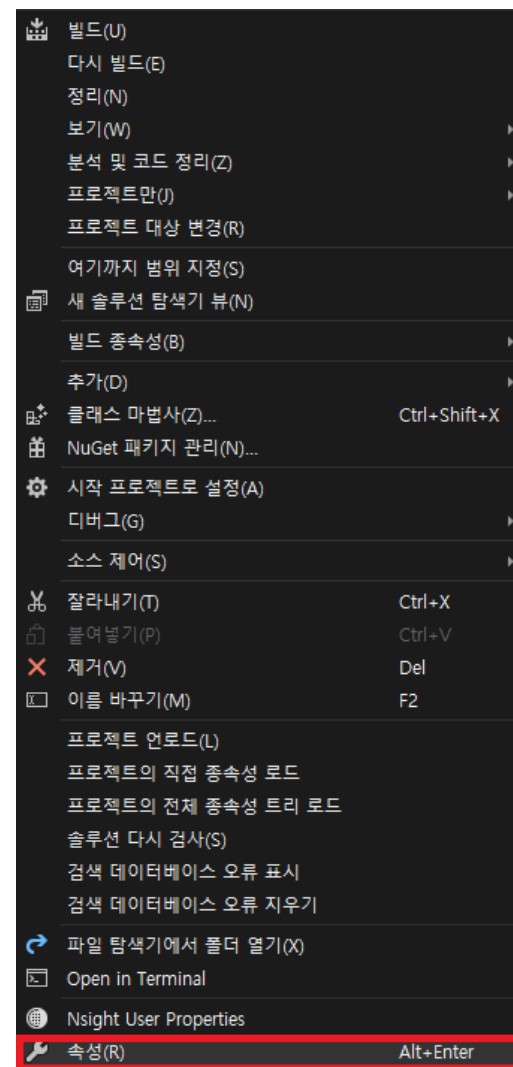 빌드(U)
다시 빌드(E)
정리(N)
보기(W)
분석 및 코드 정리(Z)
프로젝트만(J)
프로젝트 대상 변경(R)
여기까지 범위 지정(S)
새 솔루션 탐색기 뷰(N)
빌드 종속성(B)
추가(D)
클래스 마법사(Z)... Ctrl+Shift+X
NuGet 패키지 관리(N)...
시작 프로젝트로 설정(A)
디버그(G)
소스 제어(S)
잘라내기(T) Ctrl+X
붙여넣기(P) Ctrl+V
제거(V) Del
이름 바꾸기(M) F2
프로젝트 언로드(L)
프로젝트의 직접 종속성 로드
프로젝트의 전체 종속성 트리 로드
솔루션 다시 검사(S)
검색 데이터베이스 오류 표시
검색 데이터베이스 오류 지우기
파일 탐색기에서 폴더 열기(X)
Open in Terminal
Nsight User Properties
속성(R) Alt+Enter